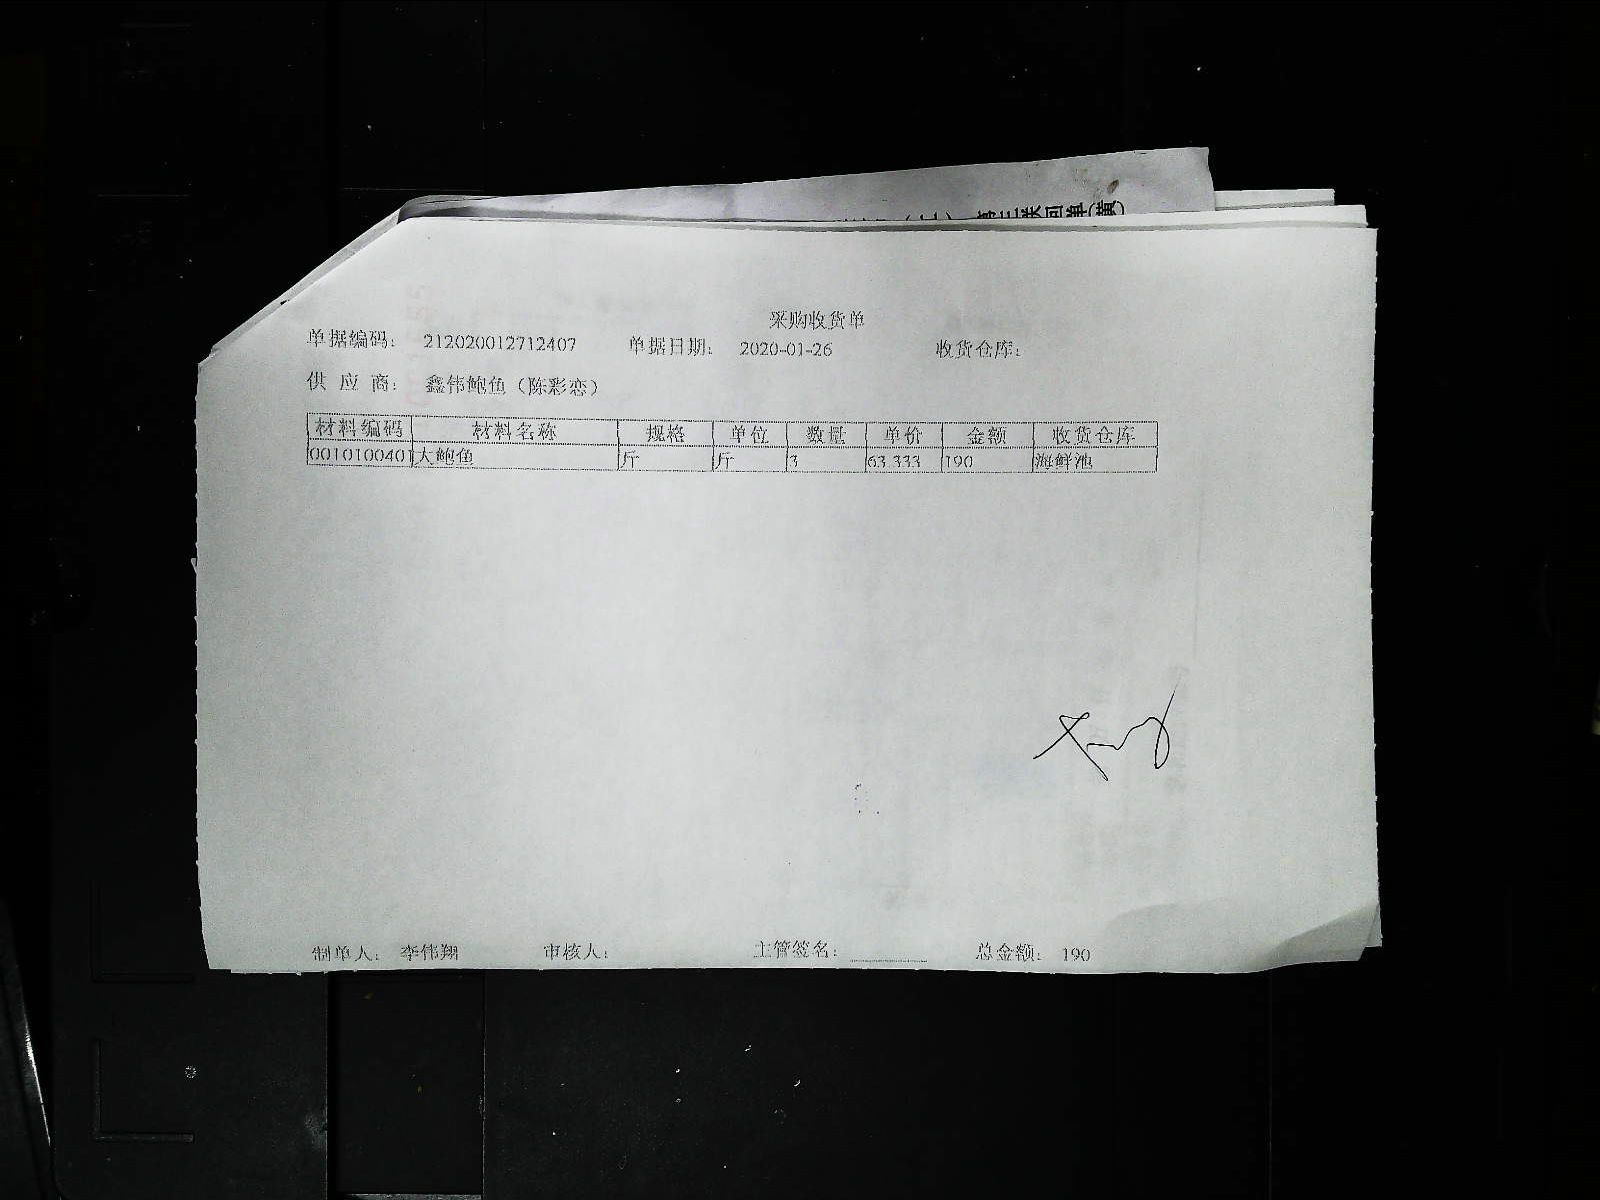 采购收货单
单据编码: 212020012712407 单据日期: 2020-01-26 收货仓库:
供应商: 鑫伟鲍鱼（陈彩恋）
材料编码 材料名称 规格 单位 数量 单价 金额 收货仓库
0010100401 大鲍鱼 斤 斤 3 63.333 190 海鲜池
制单人: 李伟翔 审核人: 主管签名: 总金额: 190